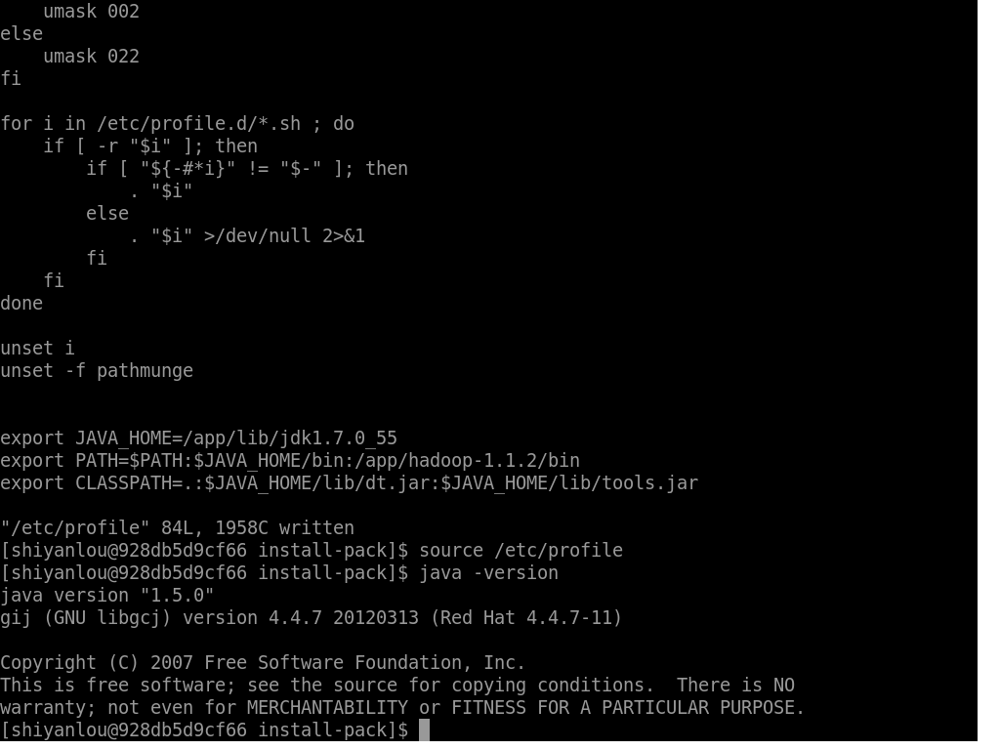 umask 002
else
    umask 022
fi

for i in /etc/profile.d/*.sh ; do
    if [ -r "$i" ]; then
        if [ "${-#*i}" != "$-" ]; then
            . "$i"
        else
            . "$i" >/dev/null 2>&1
        fi
    fi
done

unset i
unset -f pathmunge


export JAVA_HOME=/app/lib/jdk1.7.0_55
export PATH=$PATH:$JAVA_HOME/bin:/app/hadoop-1.1.2/bin
export CLASSPATH=.:$JAVA_HOME/lib/dt.jar:$JAVA_HOME/lib/tools.jar

"/etc/profile" 84L, 1958C written
[shiyanlou@928db5d9cf66 install-pack]$ source /etc/profile
[shiyanlou@928db5d9cf66 install-pack]$ java -version
java version "1.5.0"
gij (GNU libgcj) version 4.4.7 20120313 (Red Hat 4.4.7-11)

Copyright (C) 2007 Free Software Foundation, Inc.
This is free software; see the source for copying conditions.  There is NO
warranty; not even for MERCHANTABILITY or FITNESS FOR A PARTICULAR PURPOSE.
[shiyanlou@928db5d9cf66 install-pack]$